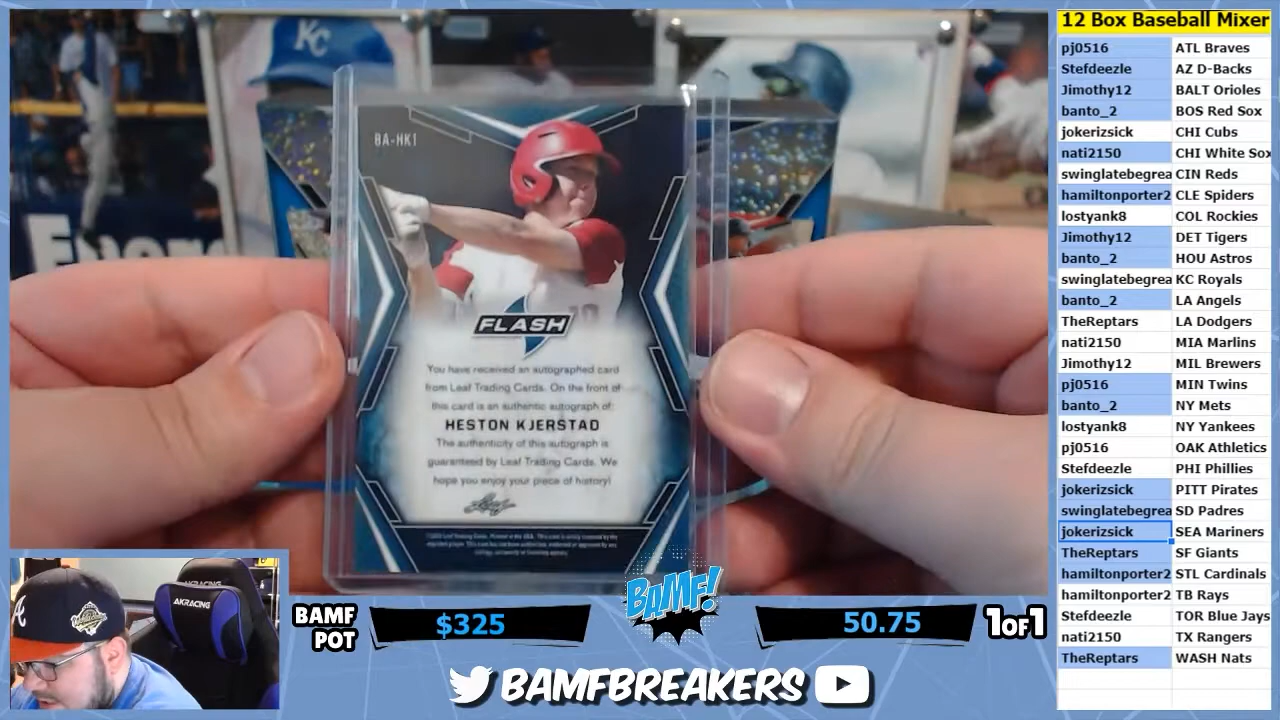 12 Box Baseball Mixer
pj0516 ATL Braves
Stefdeezle AZ D-Backs
Jimothy12 BALT Orioles
banto_2 BOS Red Sox
jokerizsick CHI Cubs
nati2150 CHI White Sox
swinglatebegrea CIN Reds
hamiltonporter2 CLE Spiders
lostyank8 COL Rockies
Jimothy12 DET Tigers
banto_2 HOU Astros
swinglatebegrea KC Royals
banto_2 LA Angels
TheReptars LA Dodgers
nati2150 MIA Marlins
Jimothy12 MIL Brewers
pj0516 MIN Twins
banto_2 NY Mets
lostyank8 NY Yankees
pj0516 OAK Athletics
Stefdeezle PHI Phillies
jokerizsick PITT Pirates
swinglatebegrea SD Padres
jokerizsick SEA Mariners
TheReptars SF Giants
hamiltonporter2 STL Cardinals
hamiltonporter2 TB Rays
Stefdeezle TOR Blue Jays
nati2150 TX Rangers
TheReptars WASH Nats
KC
BA-HK1
FLASH
You have received an autographed card
from Leaf Trading Cards. On the front of
this card is an authentic autograph of:
HESTON KJERSTAD
The authenticity of this autograph is
guaranteed by Leaf Trading Cards. We
hope you enjoy your piece of history!
Leaf
A
AKRACING
AKRACING
BAMF
POT
$325
BAMF!
50.75
1OF1
BAMFBREAKERS